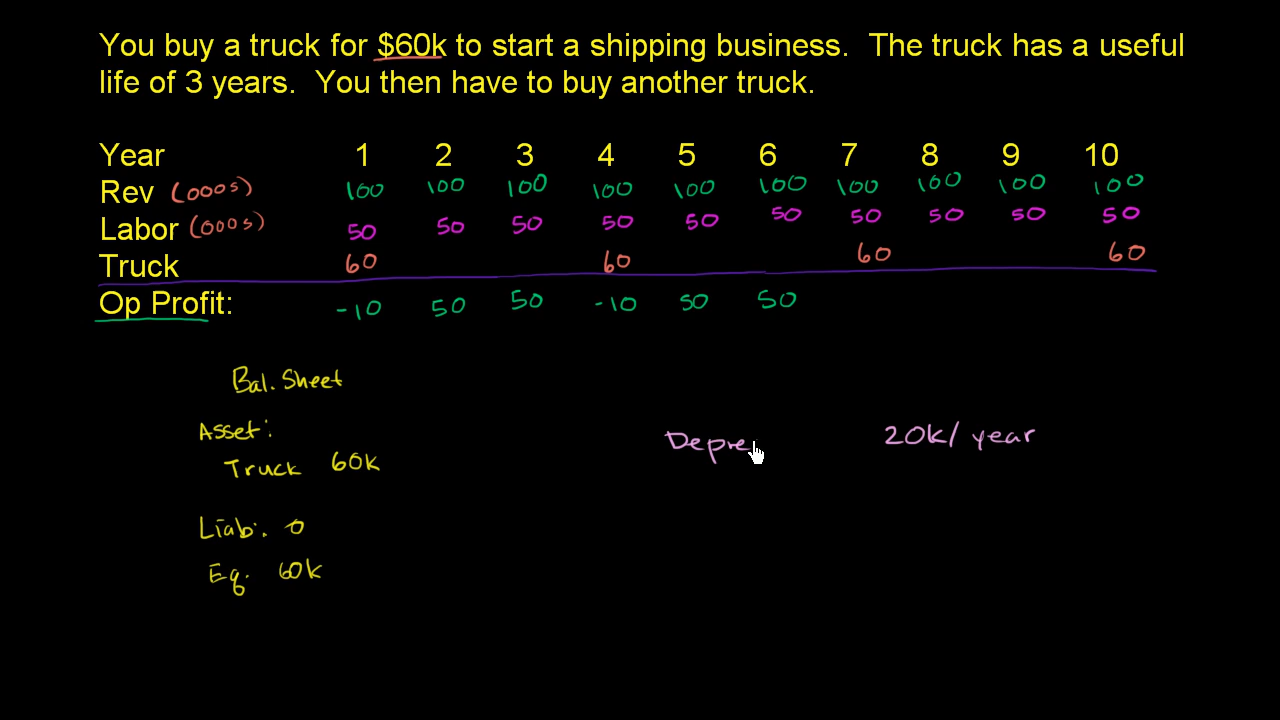 You buy a truck for $60k to start a shipping business. The truck has a useful
life of 3 years. You then have to buy another truck.
Year 1 2 3 4 5 6 7 8 9 10
Rev (000s) 100 100 100 100 100 100 100 100 100 100
Labor (000s) 50 50 50 50 50 50 50 50 50 50
Truck 60 60 60 60
Op Profit: -10 50 50 -10 50 50
Bal. Sheet
Asset:
Truck 60k
Depre 20k/year
Liab: 0
Eq. 60k